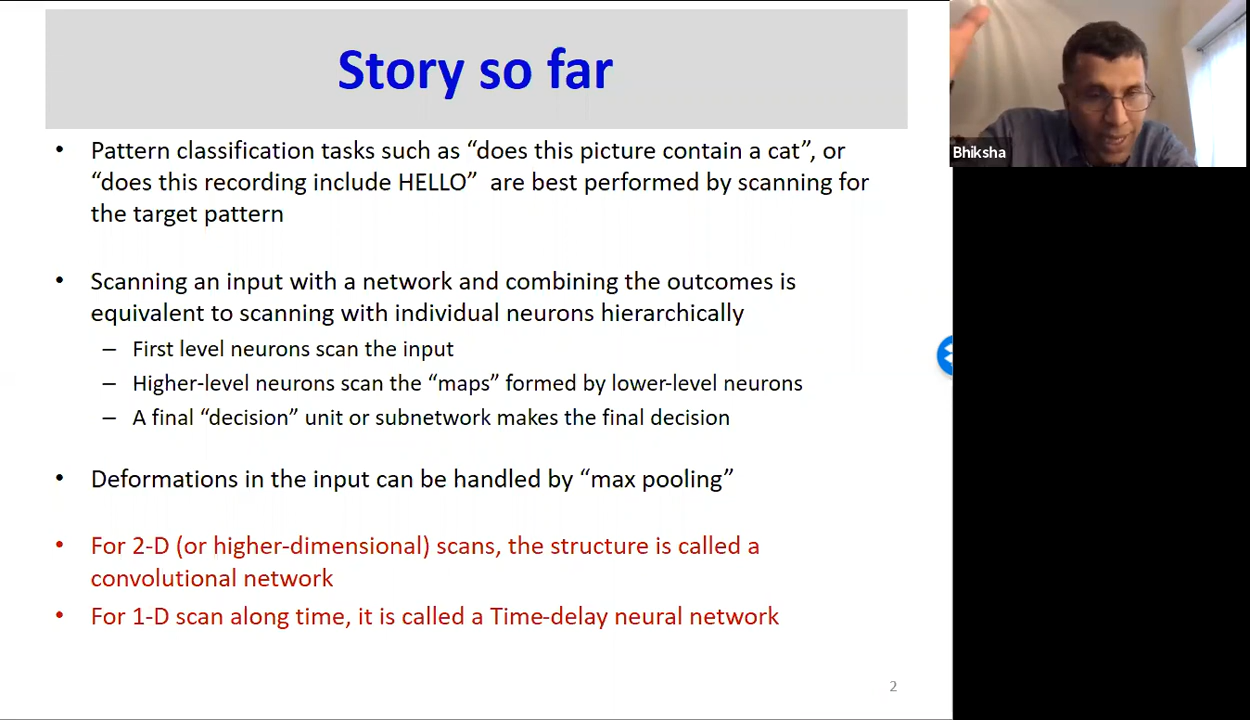 Story so far
• Pattern classification tasks such as “does this picture contain a cat”, or
“does this recording include HELLO”  are best performed by scanning for
the target pattern
• Scanning an input with a network and combining the outcomes is
equivalent to scanning with individual neurons hierarchically
– First level neurons scan the input
– Higher-level neurons scan the “maps” formed by lower-level neurons
– A final “decision” unit or subnetwork makes the final decision
• Deformations in the input can be handled by “max pooling”
• For 2-D (or higher-dimensional) scans, the structure is called a
convolutional network
• For 1-D scan along time, it is called a Time-delay neural network
2
Bhiksha